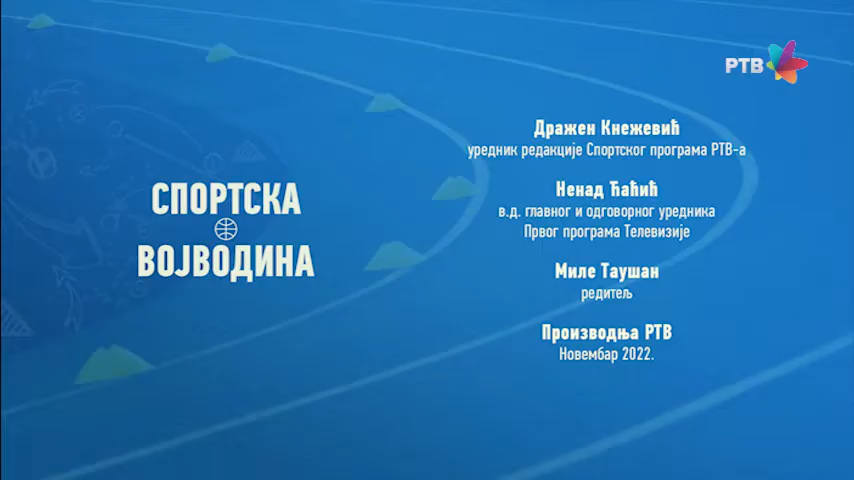 РТВ
СПОРТСКА
ВОЈВОДИНА
Дражен Кнежевић
уредник редакције Спортског програма РТВ-а
Ненад Ћаћић
в.д. главног и одговорног уредника
Првог програма Телевизије
Миле Таушан
редитељ
Производња РТВ
Новембар 2022.